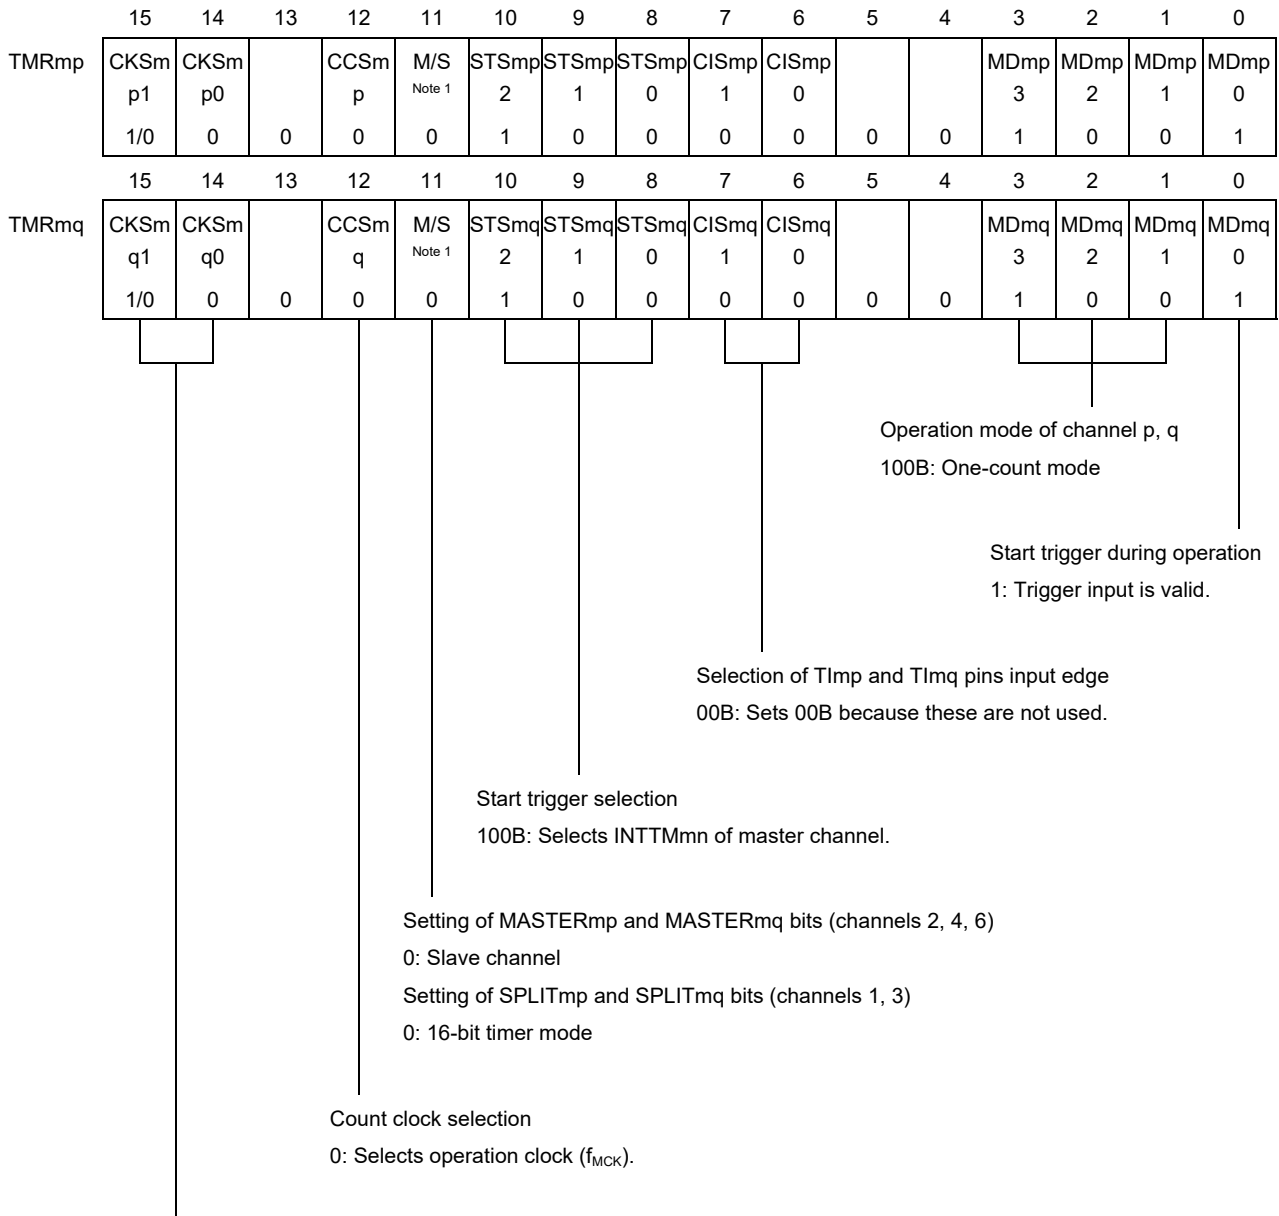 15 14 13 12 11 10 9 8 7 6 5 4 3 2 1 0
TMRmp CKSm CKSm CCSm M/S STSmp STSmp STSmp CISmp CISmp MDmp MDmp MDmp MDmp
p1 p0 p Note 1 2 1 0 1 0 3 2 1 0
1/0 0 0 0 0 1 0 0 0 0 0 0 1 0 0 1
15 14 13 12 11 10 9 8 7 6 5 4 3 2 1 0
TMRmq CKSm CKSm CCSm M/S STSmq STSmq STSmq CISmq CISmq MDmq MDmq MDmq MDmq
q1 q0 q Note 1 2 1 0 1 0 3 2 1 0
1/0 0 0 0 0 1 0 0 0 0 0 0 1 0 0 1
Operation mode of channel p, q
100B: One-count mode
Start trigger during operation
1: Trigger input is valid.
Selection of TImp and TImq pins input edge
00B: Sets 00B because these are not used.
Start trigger selection
100B: Selects INTTMmn of master channel.
Setting of MASTERmp and MASTERmq bits (channels 2, 4, 6)
0: Slave channel
Setting of SPLITmp and SPLITmq bits (channels 1, 3)
0: 16-bit timer mode
Count clock selection
0: Selects operation clock (fMCK).